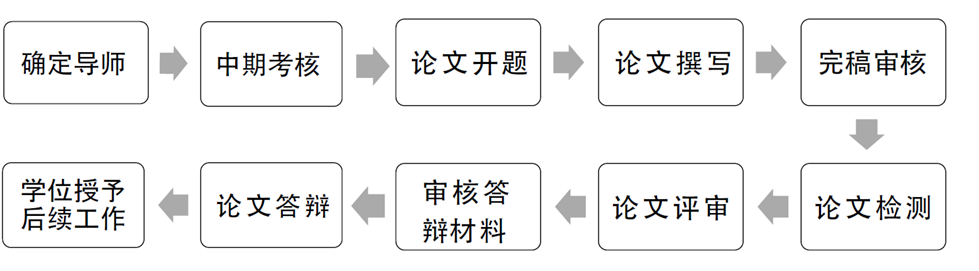 确定导师
中期考核
论文开题
论文撰写
完稿审核
论文检测
论文评审
审核答
辩材料
论文答辩
学位授予
后续工作